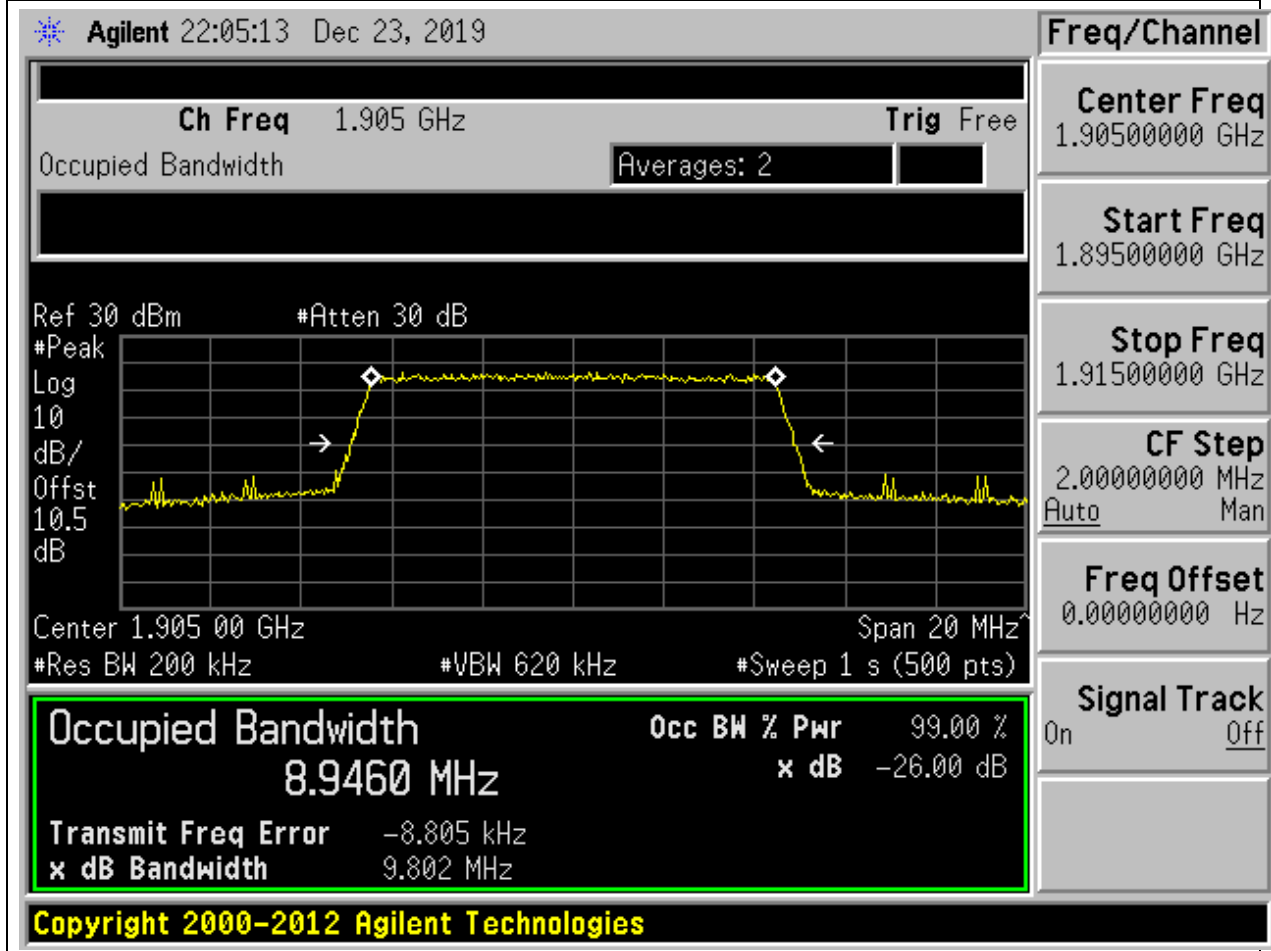 Agilent 22:05:13 Dec 23, 2019
Freq/Channel
Ch Freq 1.905 GHz Trig Free
Occupied Bandwidth Averages: 2
Center Freq
1.90500000 GHz
Start Freq
1.89500000 GHz
Stop Freq
1.91500000 GHz
CF Step
2.00000000 MHz
Auto Man
Freq Offset
0.00000000 Hz
Signal Track
On Off
Ref 30 dBm #Atten 30 dB
#Peak
Log
10
dB/
Offst
10.5
dB
Center 1.905 00 GHz Span 20 MHz^
#Res BW 200 kHz #VBW 620 kHz #Sweep 1 s (500 pts)
Occupied Bandwidth Occ BW % Pwr 99.00 %
8.9460 MHz x dB -26.00 dB
Transmit Freq Error -8.805 kHz
x dB Bandwidth 9.802 MHz
Copyright 2000-2012 Agilent Technologies